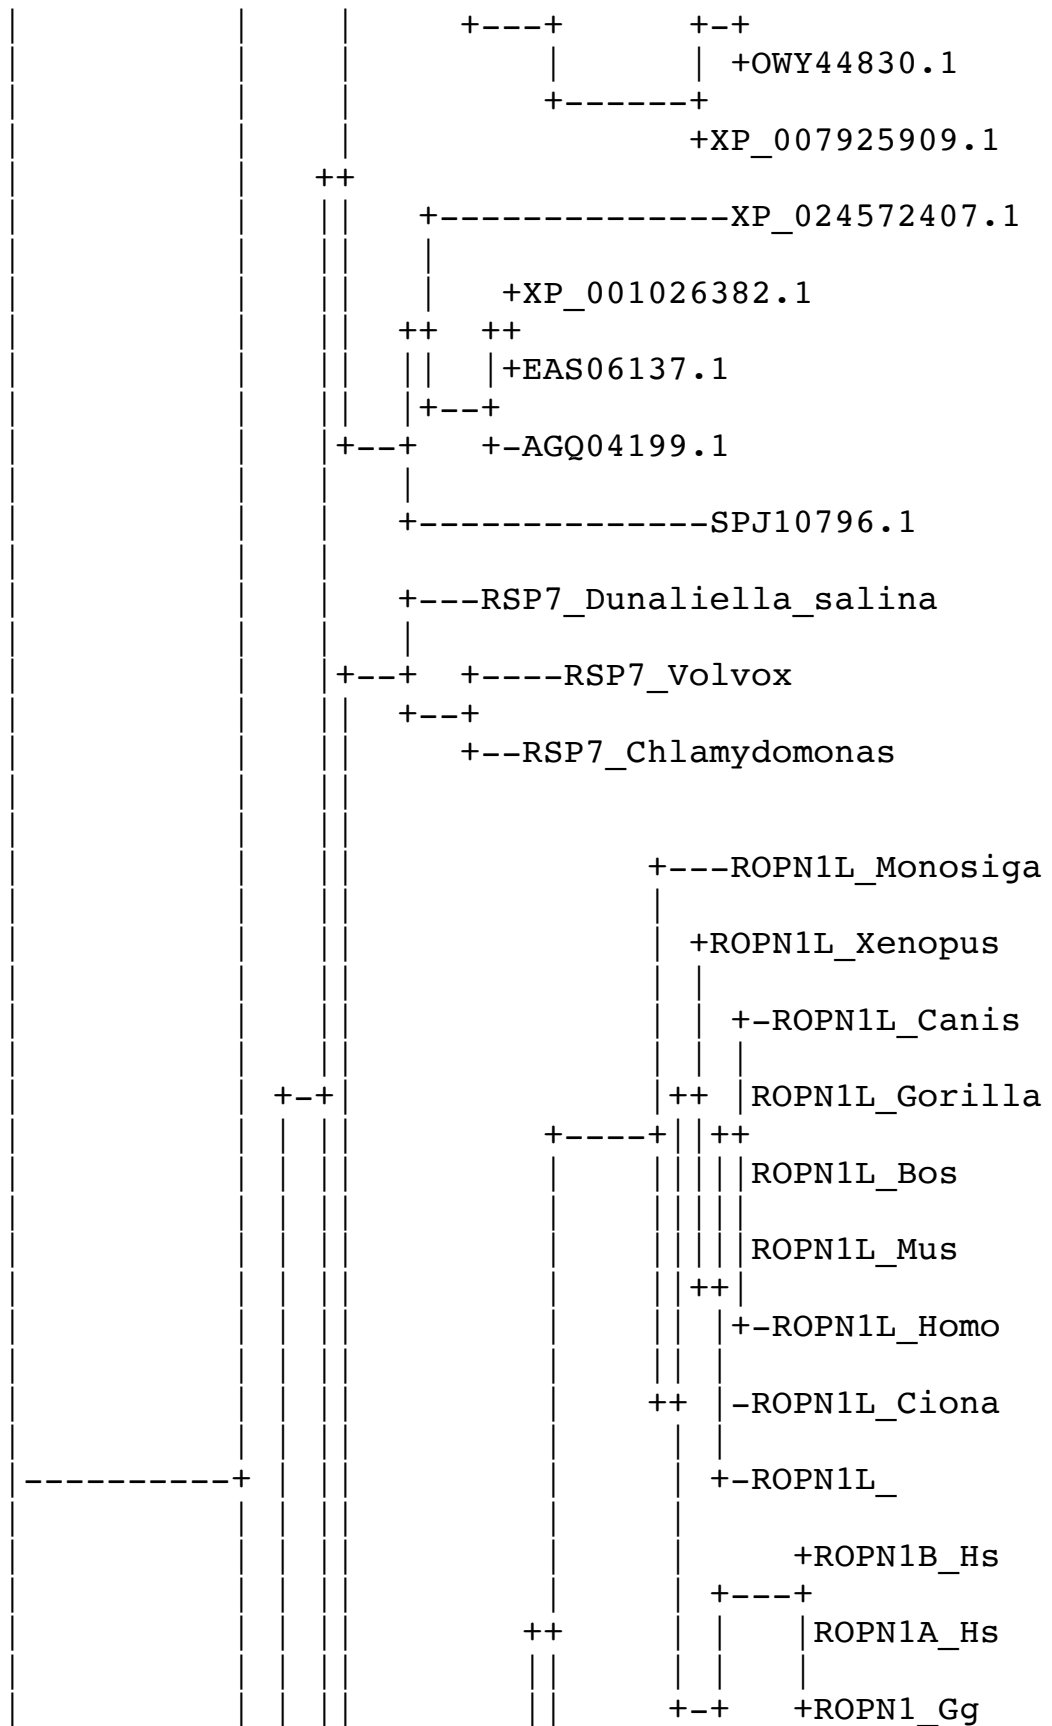 OWY44830.1
XP_007925909.1
XP_024572407.1
XP_001026382.1
EAS06137.1
AGQ04199.1
SPJ10796.1
RSP7_Dunaliella_salina
RSP7_Volvox
RSP7_Chlamydomonas
ROPN1L_Monosiga
ROPN1L_Xenopus
ROPN1L_Canis
ROPN1L_Gorilla
ROPN1L_Bos
ROPN1L_Mus
ROPN1L_Homo
ROPN1L_Ciona
ROPN1L_
ROPN1B_Hs
ROPN1A_Hs
ROPN1_Gg